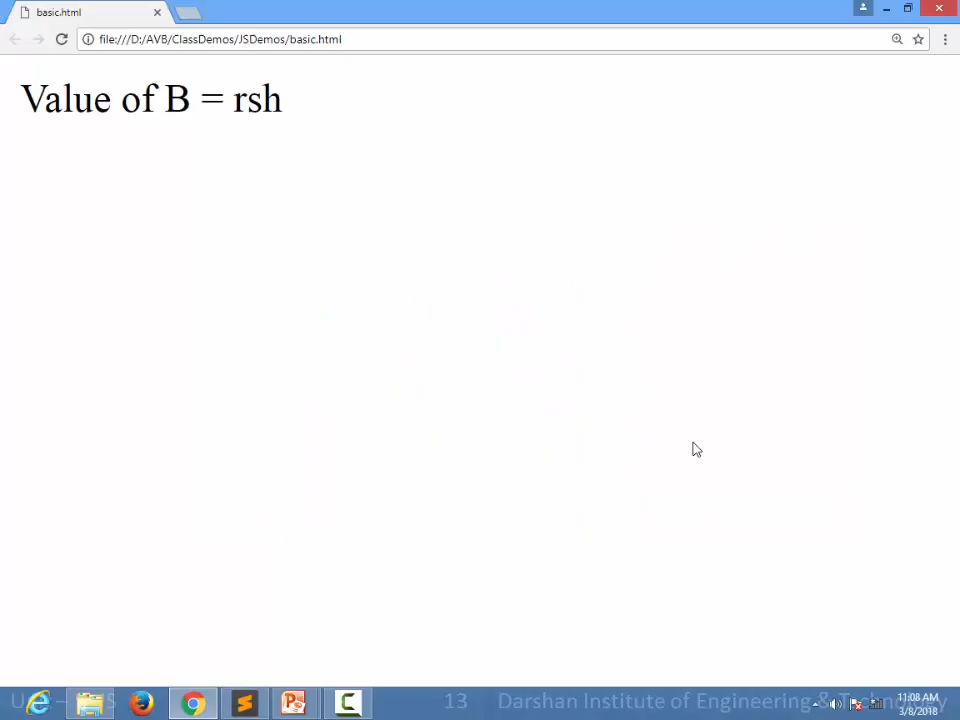 basic.html
file:///D:/AVB/ClassDemos/JSDemos/basic.html
Value of B = rsh
13 Darshan Institute of Engineering & Technology
11:08 AM
3/8/2018